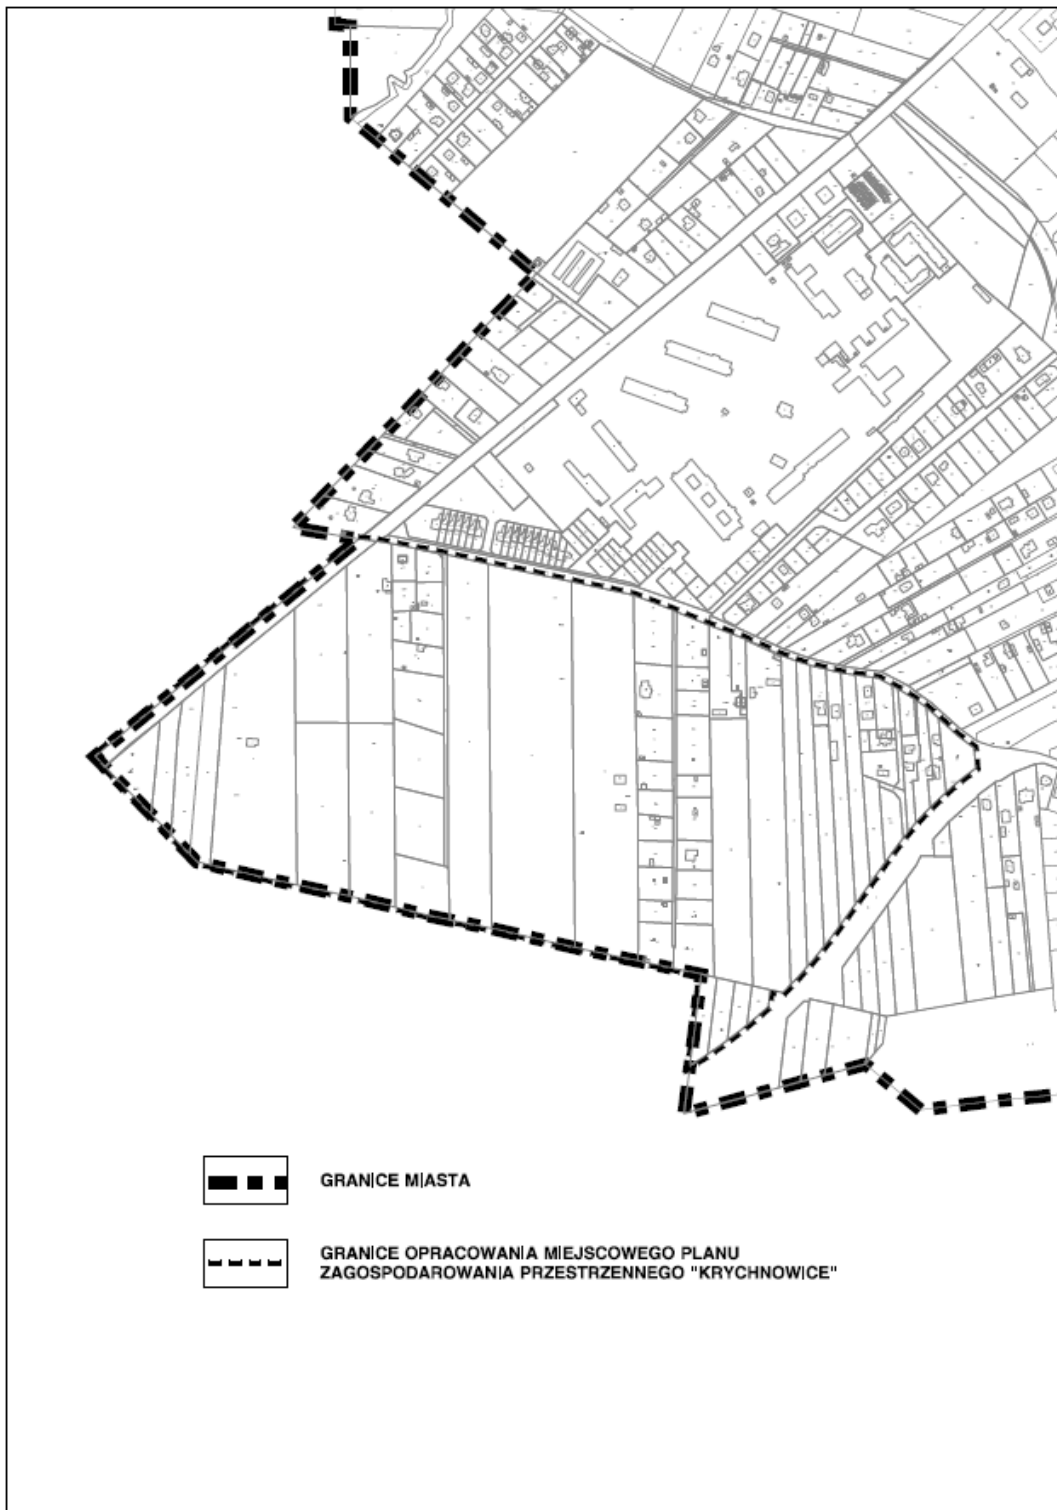 GRANICE MIASTA
GRANICE OPRACOWANIA MIEJSCOWEGO PLANU
ZAGOSPODAROWANIA PRZESTRZENNEGO "KRYCHNOWICE"